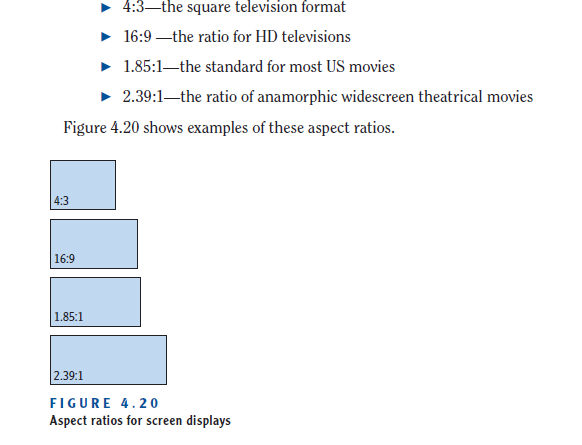 ► 4:3—the square television format
► 16:9 —the ratio for HD televisions
► 1.85:1—the standard for most US movies
► 2.39:1—the ratio of anamorphic widescreen theatrical movies
Figure 4.20 shows examples of these aspect ratios.
4:3
16:9
1.85:1
2.39:1
FIGURE 4.20
Aspect ratios for screen displays